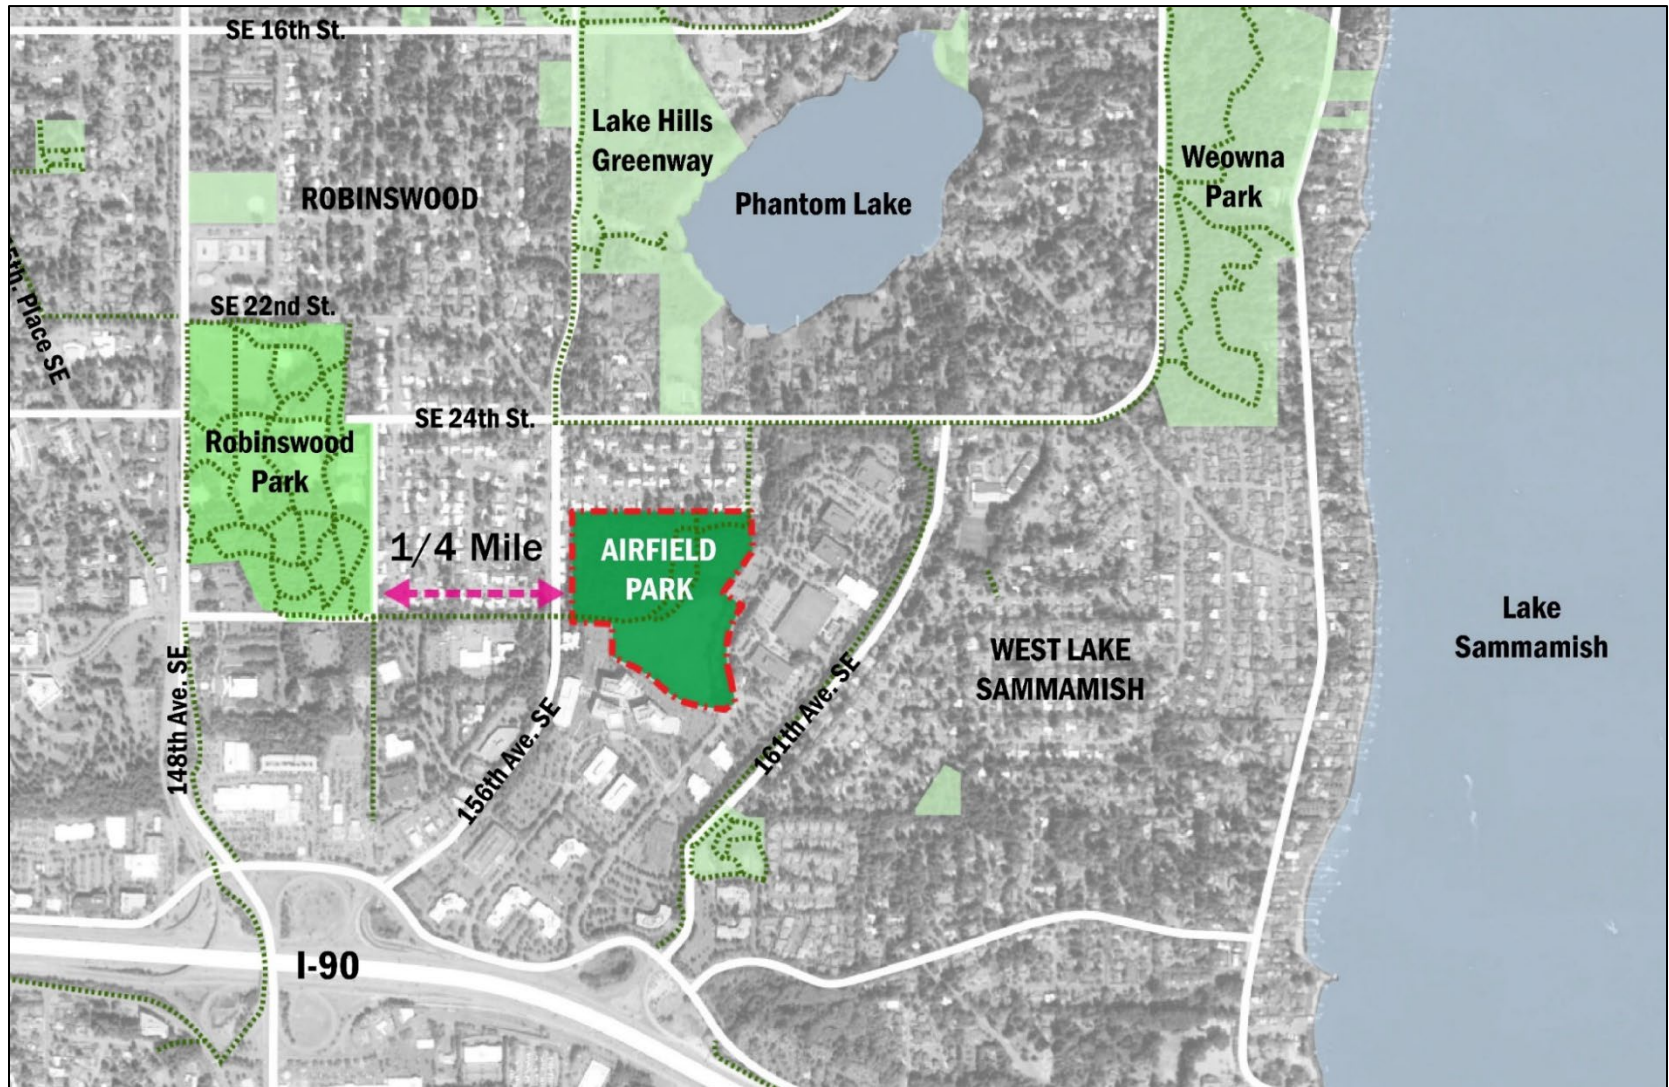 SE 16th St.
Lake Hills
Greenway
Weowna
Park
ROBINSWOOD
Phantom Lake
5th. Place SE
SE 22nd St.
SE 24th St.
Robinswood
Park
1/4 Mile
AIRFIELD
PARK
Lake
Sammamish
WEST LAKE
SAMMAMISH
148th Ave. SE
156th Ave. SE
161th Ave. SE
I-90